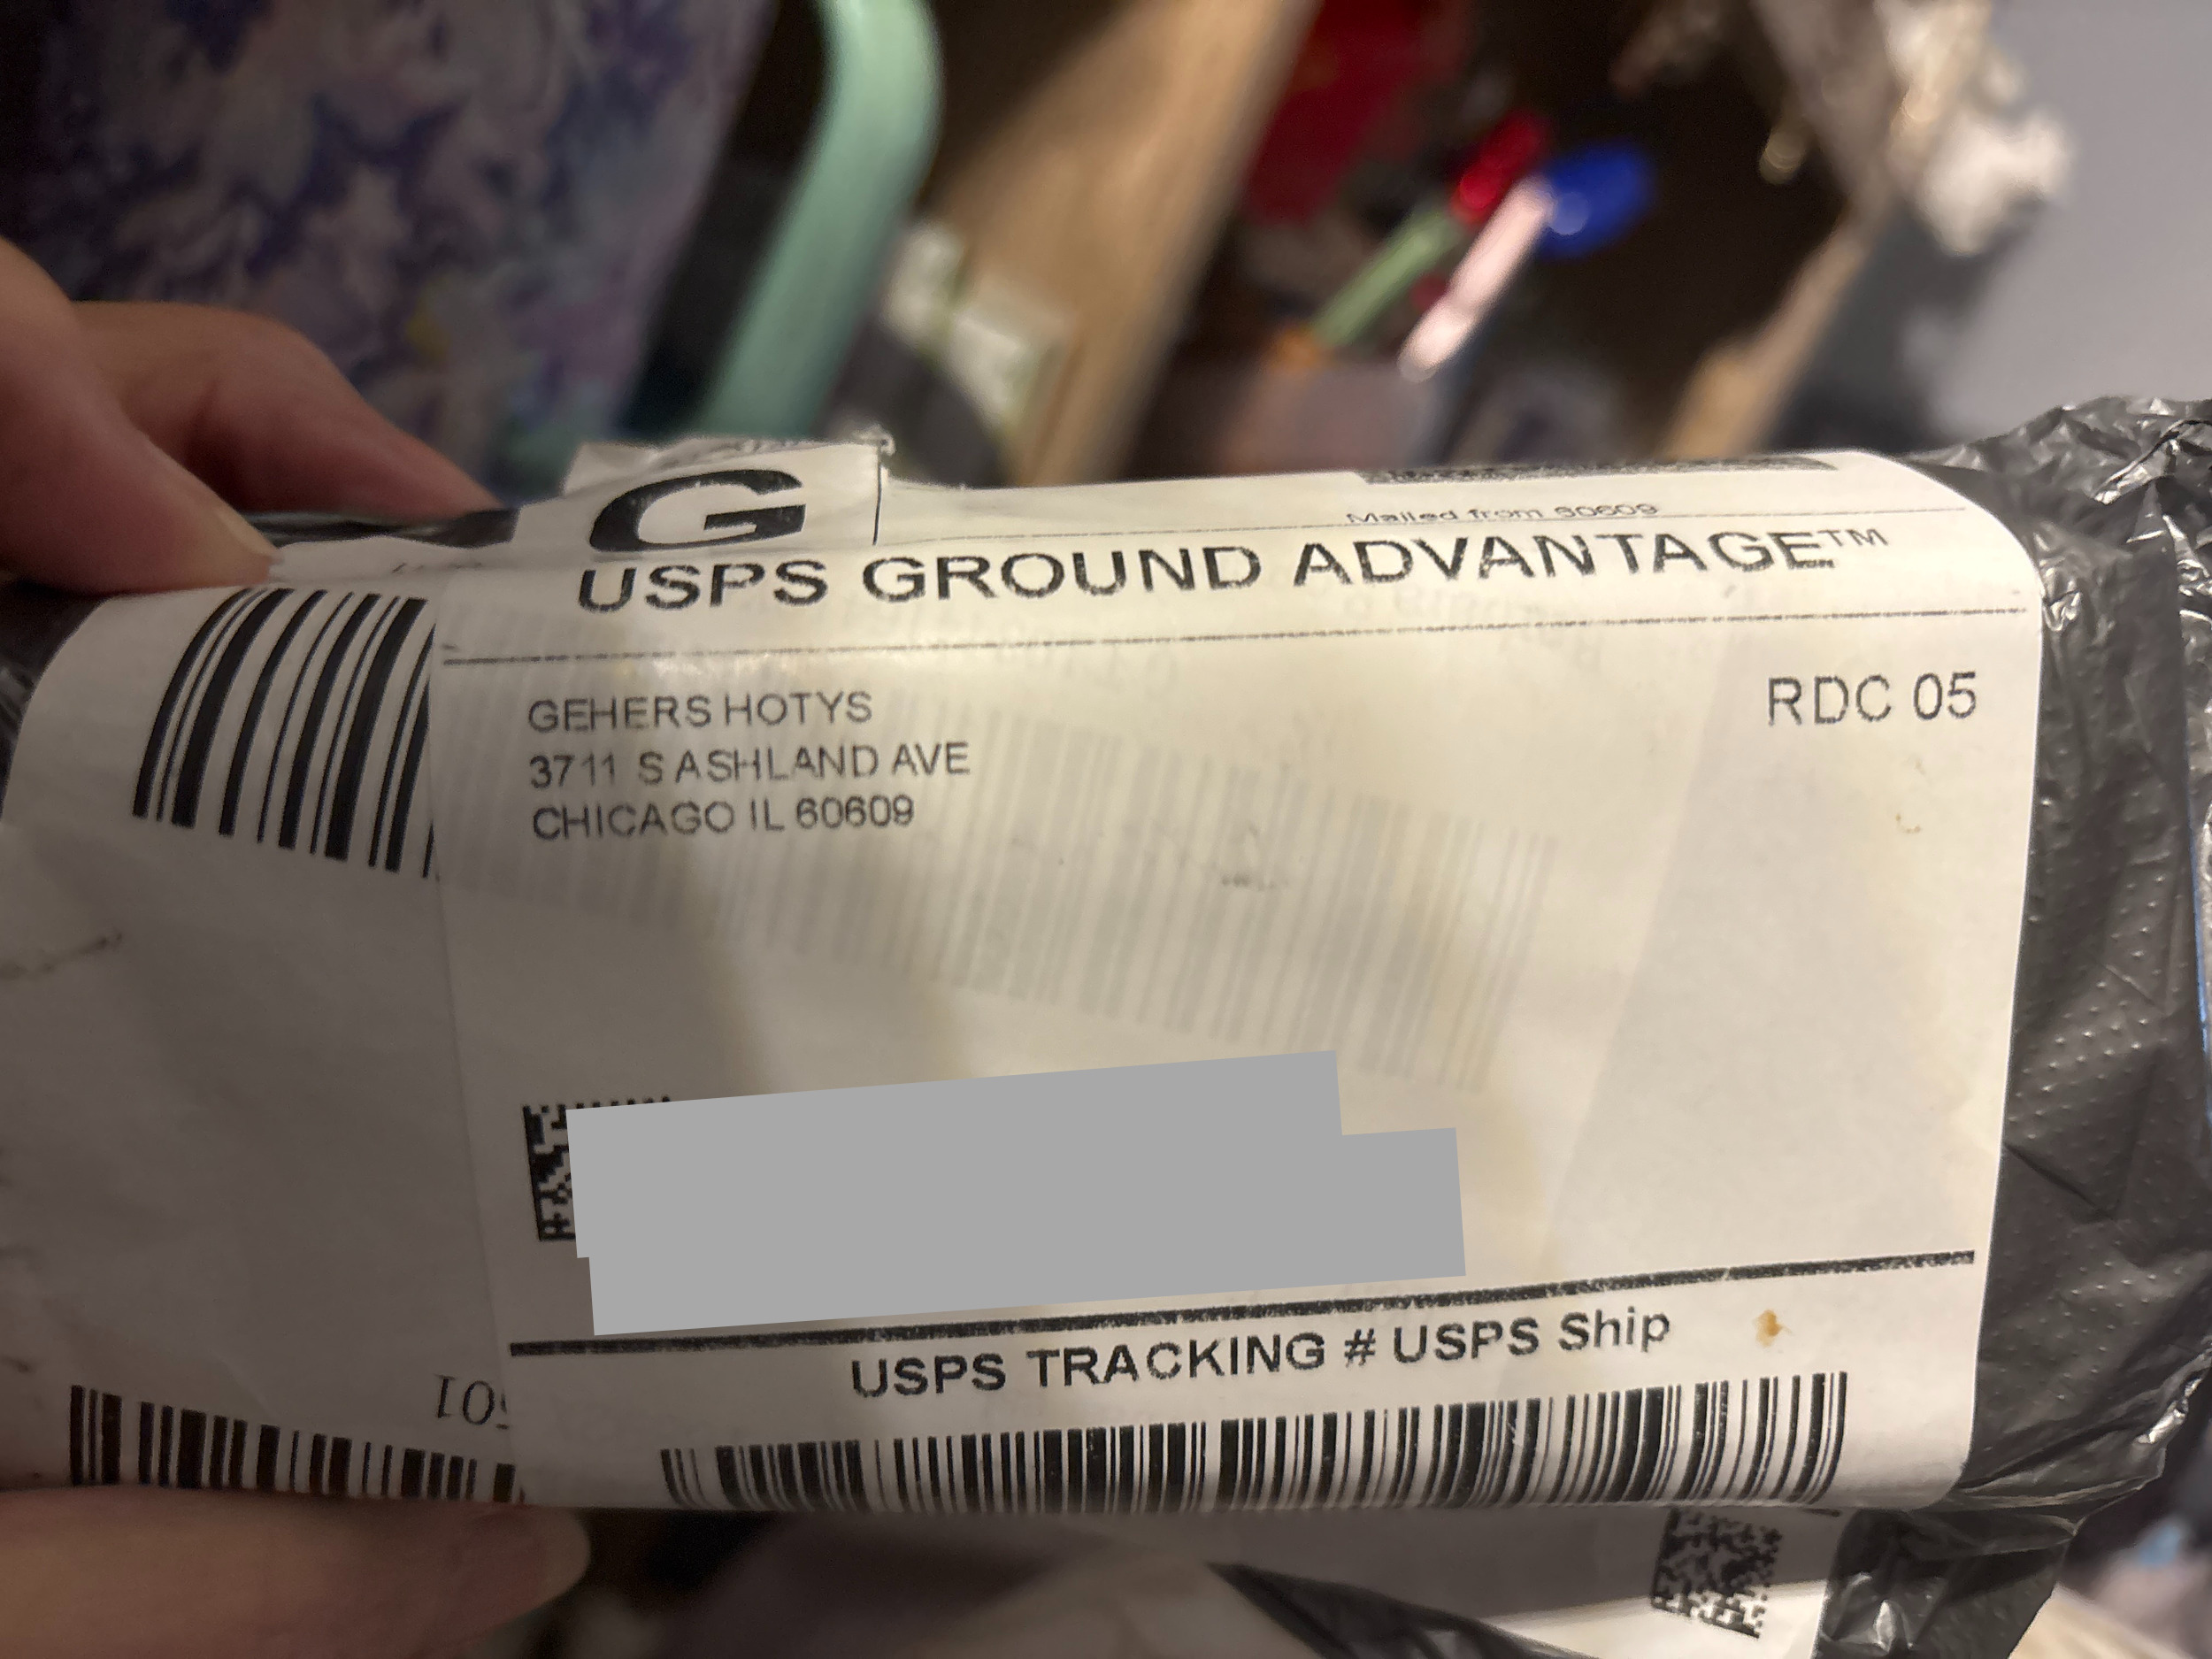 G
Mailed from 60609
USPS GROUND ADVANTAGE™
RDC 05
GEHERS HOTYS
3711 S ASHLAND AVE
CHICAGO IL 60609
USPS TRACKING # USPS Ship